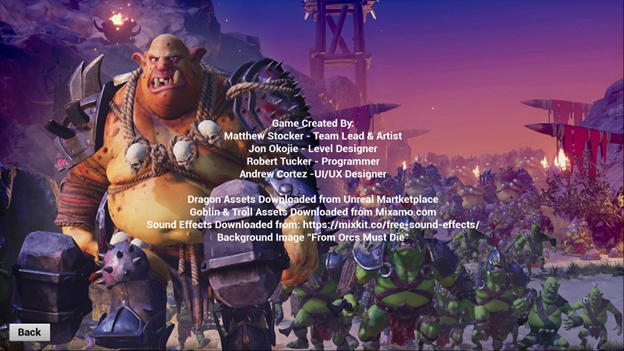 Game Created By:
Matthew Stocker - Team Lead & Artist
Jon Okojie - Level Designer
Robert Tucker - Programmer
Andrew Cortez -UI/UX Designer
Dragon Assets Downloaded from Unreal Martketplace
Goblin & Troll Assets Downloaded from Mixamo.com
Sound Effects Downloaded from: https://mixkit.co/free-sound-effects/
Background Image "From Orcs Must Die"
Back